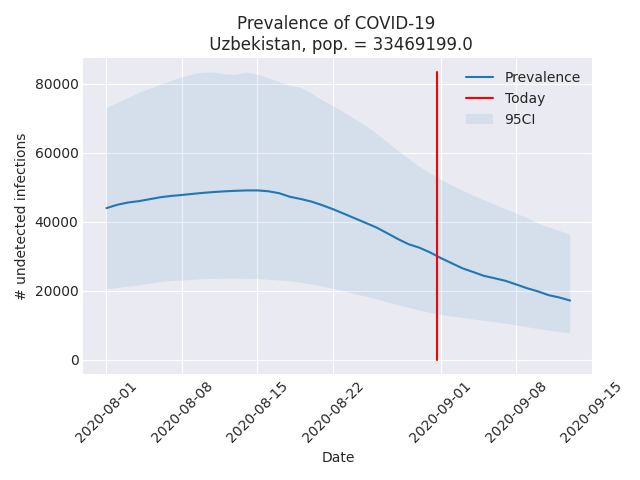 Prevalence of COVID-19
Uzbekistan, pop. = 33469199.0
# undetected infections
80000
60000
40000
20000
0
Prevalence
Today
95CI
2020-08-01
2020-08-08
2020-08-15
2020-08-22
2020-09-01
2020-09-08
2020-09-15
Date